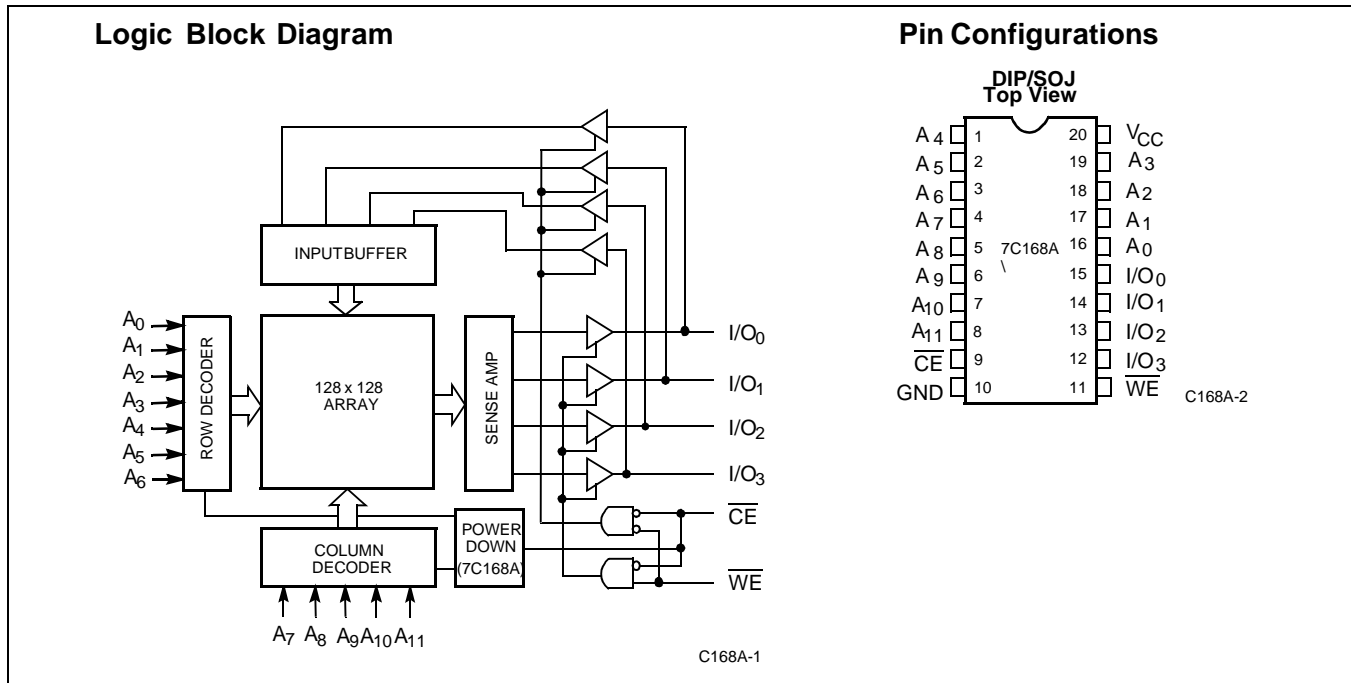 Logic Block Diagram
INPUTBUFFER
A0
A1
A2
A3
A4
A5
A6
ROW DECODER
128 x 128
ARRAY
SENSE AMP
I/O0
I/O1
I/O2
I/O3
CE
WE
COLUMN
DECODER
POWER
DOWN
(7C168A)
A7 A8 A9 A10 A11
C168A-1
Pin Configurations
DIP/SOJ
Top View
A4 1 20 VCC
A5 2 19 A3
A6 3 18 A2
A7 4 17 A1
A8 5 7C168A 16 A0
A9 6 \ 15 I/O0
A10 7 14 I/O1
A11 8 13 I/O2
CE 9 12 I/O3
GND 10 11 WE
C168A-2